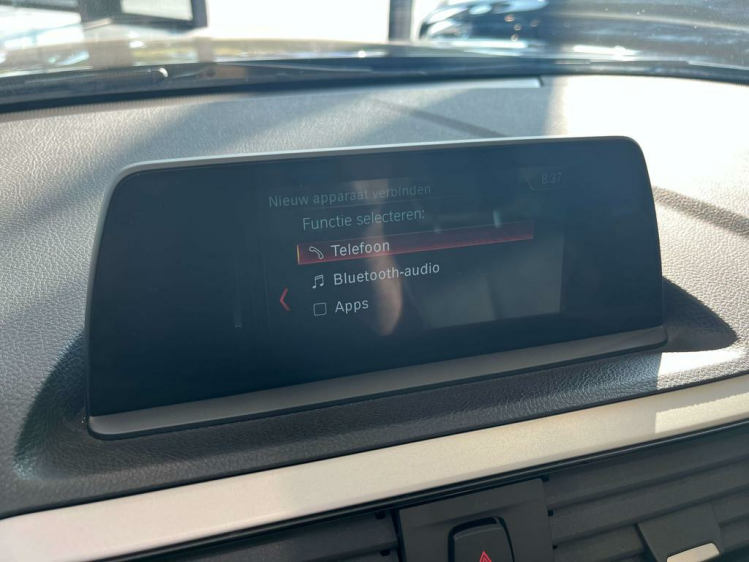 Nieuw apparaat verbinden
8:37
Functie selecteren:
Telefoon
Bluetooth-audio
Apps